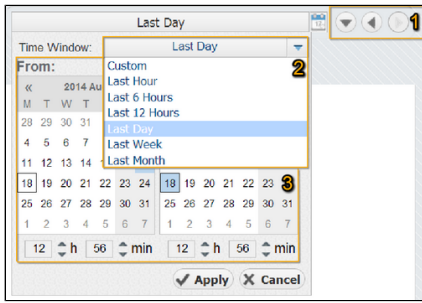 Last Day
1
Time Window: Last Day
2
From: Custom
« 2014 Au Last Hour
M T W T Last 6 Hours
Last 12 Hours
28 29 30 31 Last Day
4 5 6 7 Last Week
11 12 13 14 Last Month
18 19 20 21 22 23 24 18 19 20 21 22 23 3
25 26 27 28 29 30 31 25 26 27 28 29 30 31
1 2 3 4 5 6 7 1 2 3 4 5 6 7
12 h 56 min 12 h 56 min
Apply Cancel